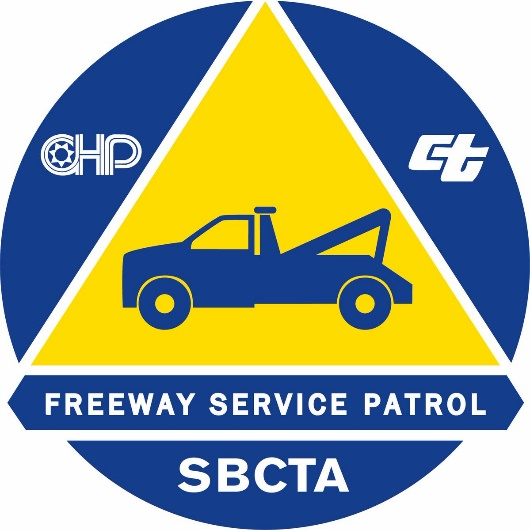 CHP
ct
FREEWAY SERVICE PATROL
SBCTA